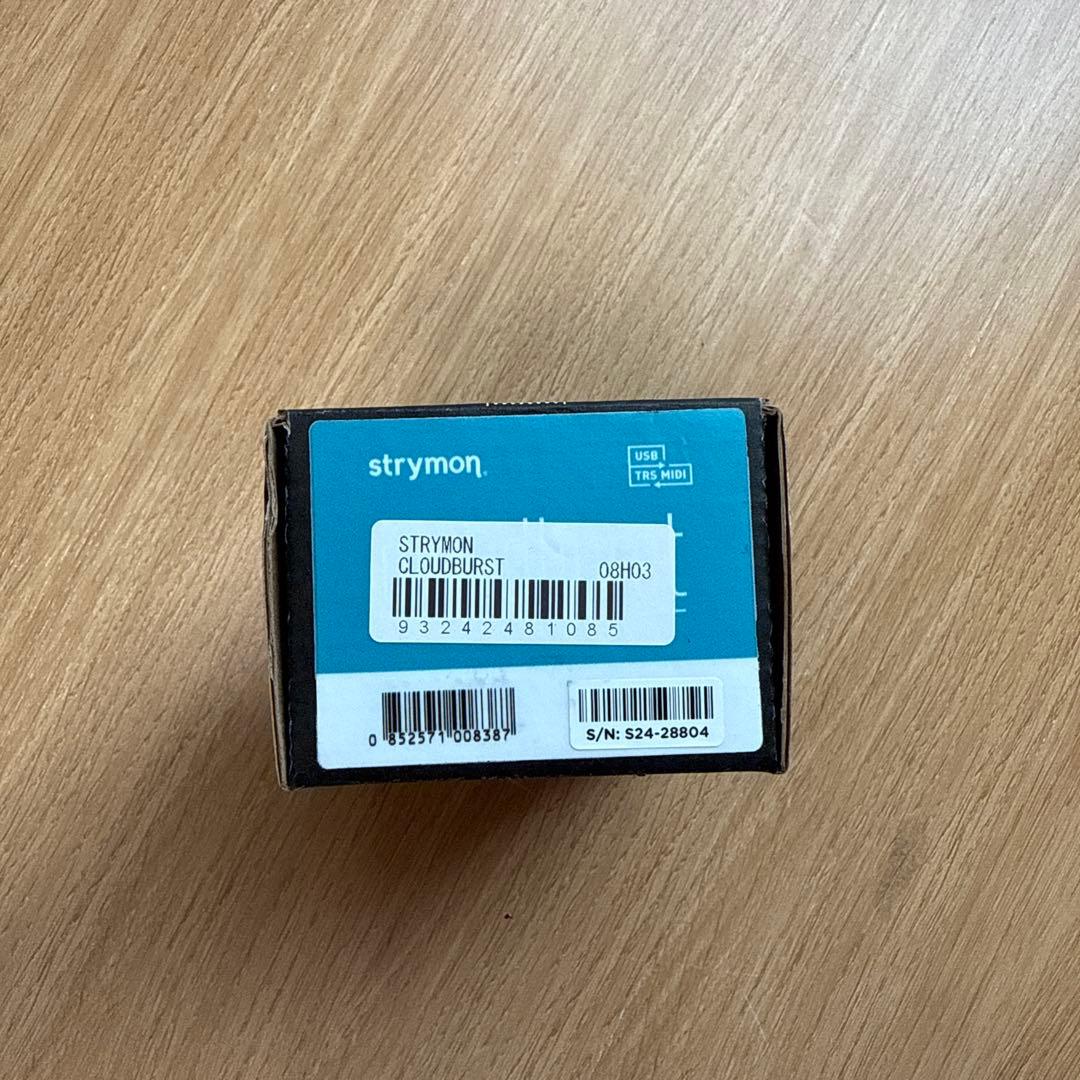 strymon
USB
TRS MIDI
STRYMON
CLOUDBURST 08H03
93242481085
0 852571 008387
S/N: S24-28804